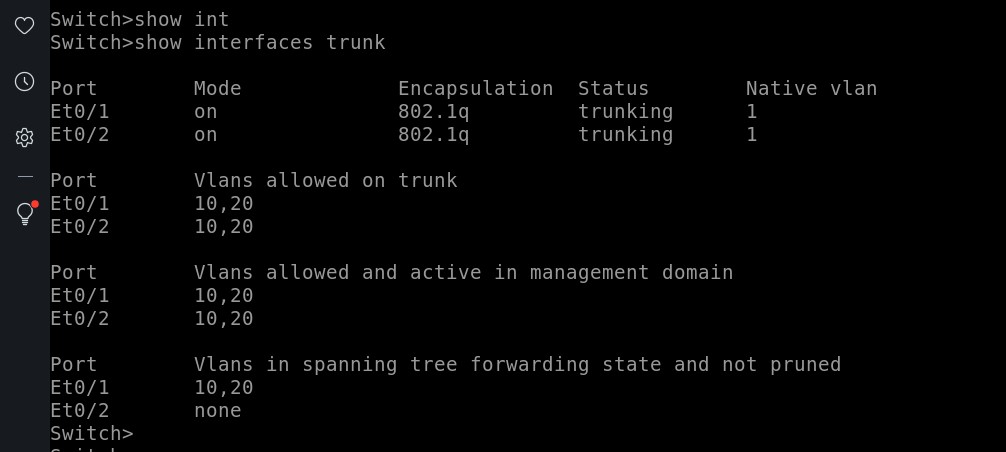 Switch>show int
Switch>show interfaces trunk
Port Mode Encapsulation Status Native vlan
Et0/1 on 802.1q trunking 1
Et0/2 on 802.1q trunking 1
Port Vlans allowed on trunk
Et0/1 10,20
Et0/2 10,20
Port Vlans allowed and active in management domain
Et0/1 10,20
Et0/2 10,20
Port Vlans in spanning tree forwarding state and not pruned
Et0/1 10,20
Et0/2 none
Switch>